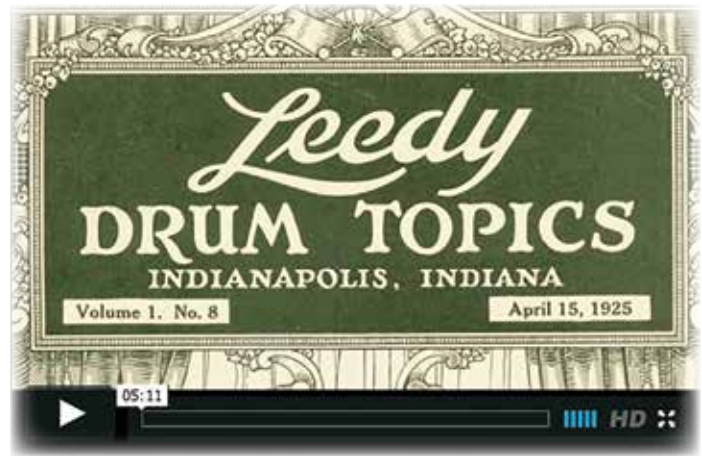 Leedy
DRUM TOPICS
INDIANAPOLIS, INDIANA
Volume 1. No. 8
April 15, 1925
05:11
HD